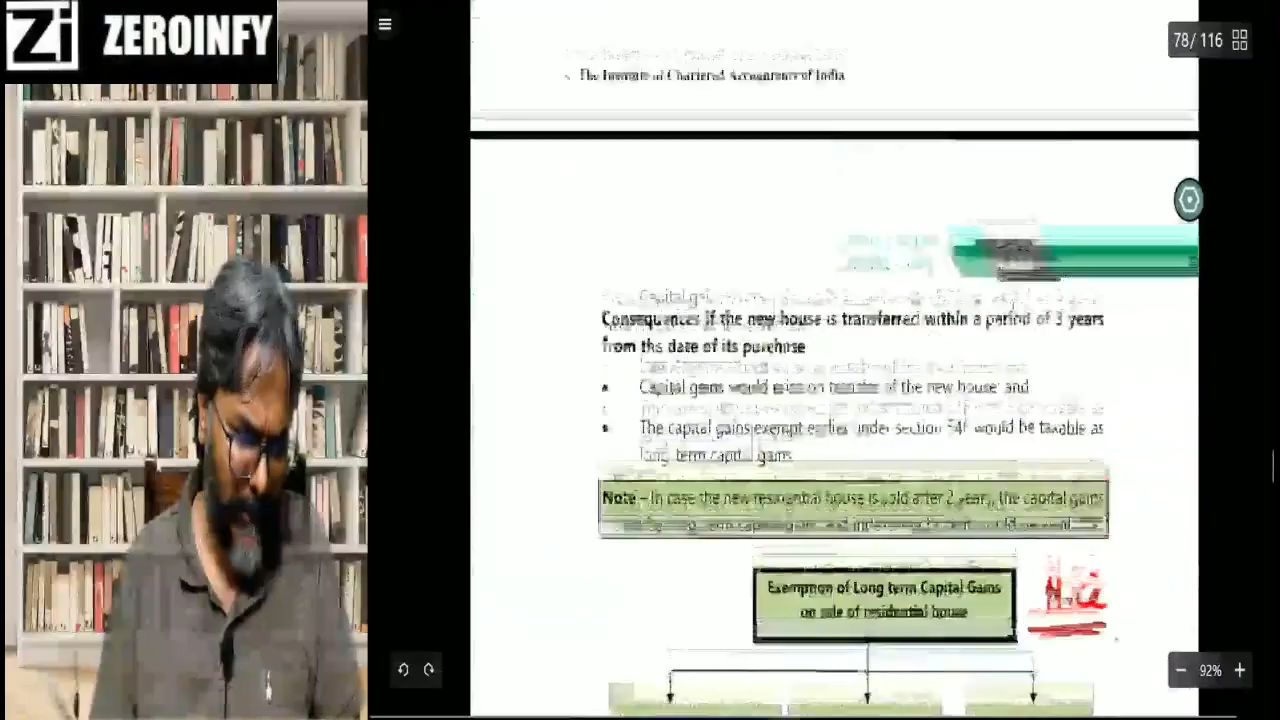 Zi ZEROINFY
78/ 116
The Institute of Chartered Accountants of India
Consequences if the new house is transferred within a period of 3 years
from the date of its purchase
Capital gains would arise on transfer of the new house and
The capital gains exempt earlier under section 54F would be taxable as
long term capital gains
Note – In case the new residential house is sold after 2 years, the capital gains
Exemption of Long term Capital Gains
on sale of residential house
92%